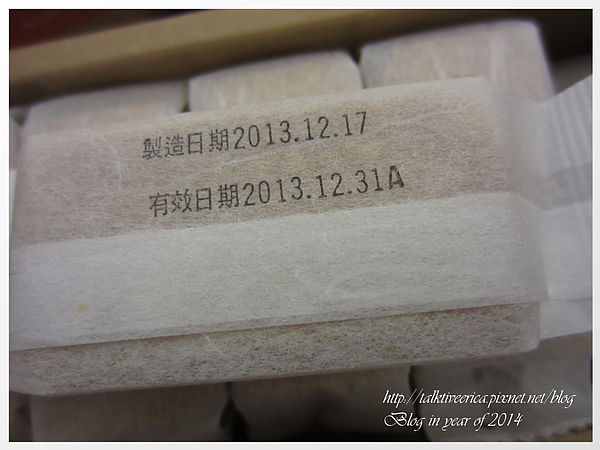 製造日期2013.12.17
有效日期2013.12.31A
http://talktiveerica.pixnet.net/blog
Blog in year of 2014